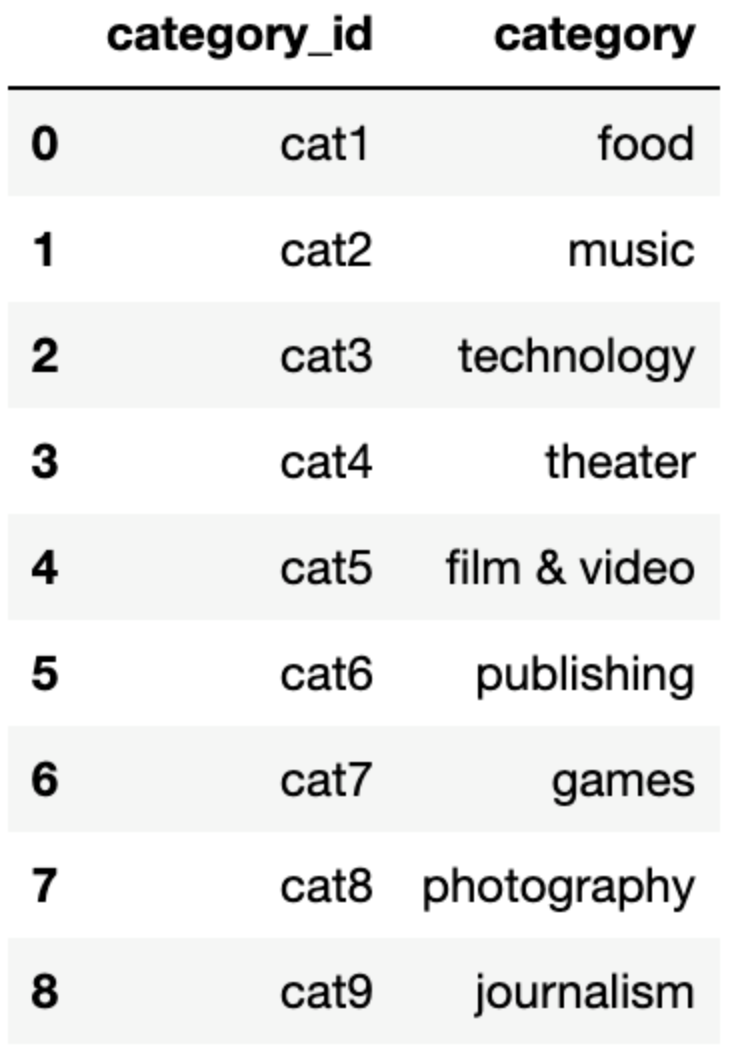 category_id category
0 cat1 food
1 cat2 music
2 cat3 technology
3 cat4 theater
4 cat5 film & video
5 cat6 publishing
6 cat7 games
7 cat8 photography
8 cat9 journalism